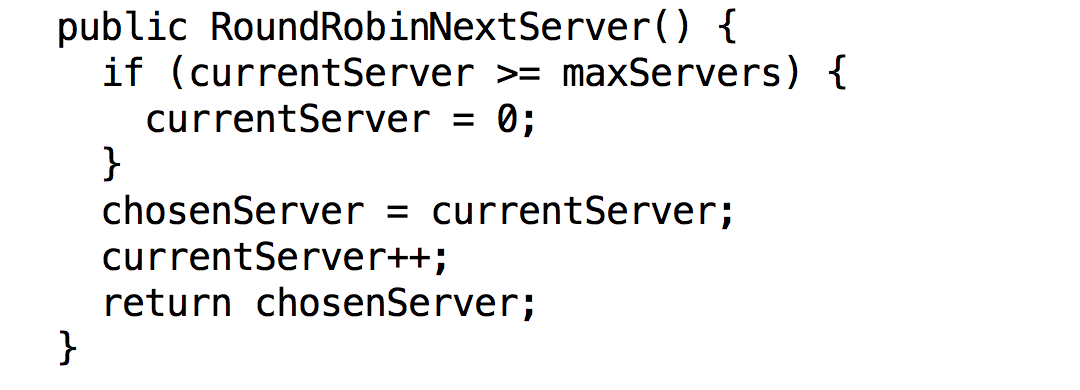 public RoundRobinNextServer() {
  if (currentServer >= maxServers) {
    currentServer = 0;
  }
  chosenServer = currentServer;
  currentServer++;
  return chosenServer;
}